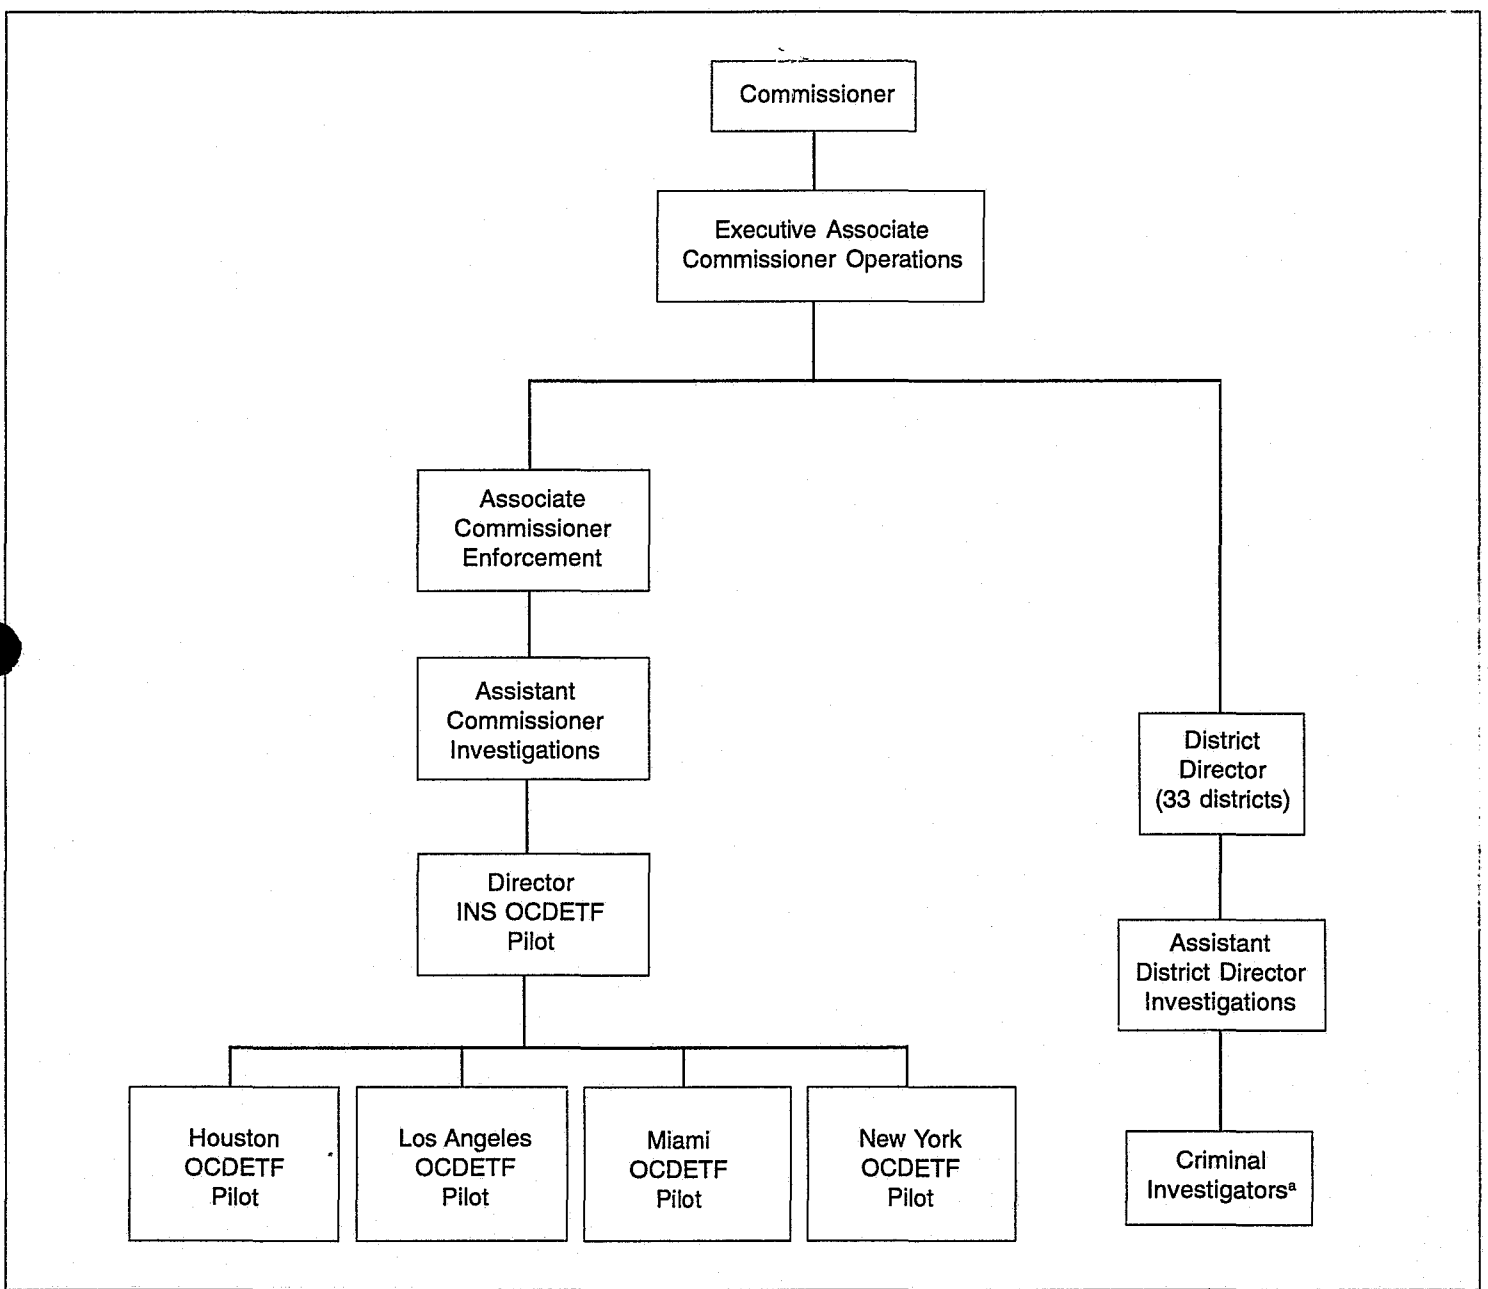 Commissioner
Executive Associate
Commissioner Operations
Associate
Commissioner
Enforcement
Assistant
Commissioner
Investigations
District
Director
(33 districts)
Director
INS OCDETF
Pilot
Assistant
District Director
Investigations
Houston
OCDETF
Pilot
Los Angeles
OCDETF
Pilot
Miami
OCDETF
Pilot
New York
OCDETF
Pilot
Criminal
Investigatorsᵃ